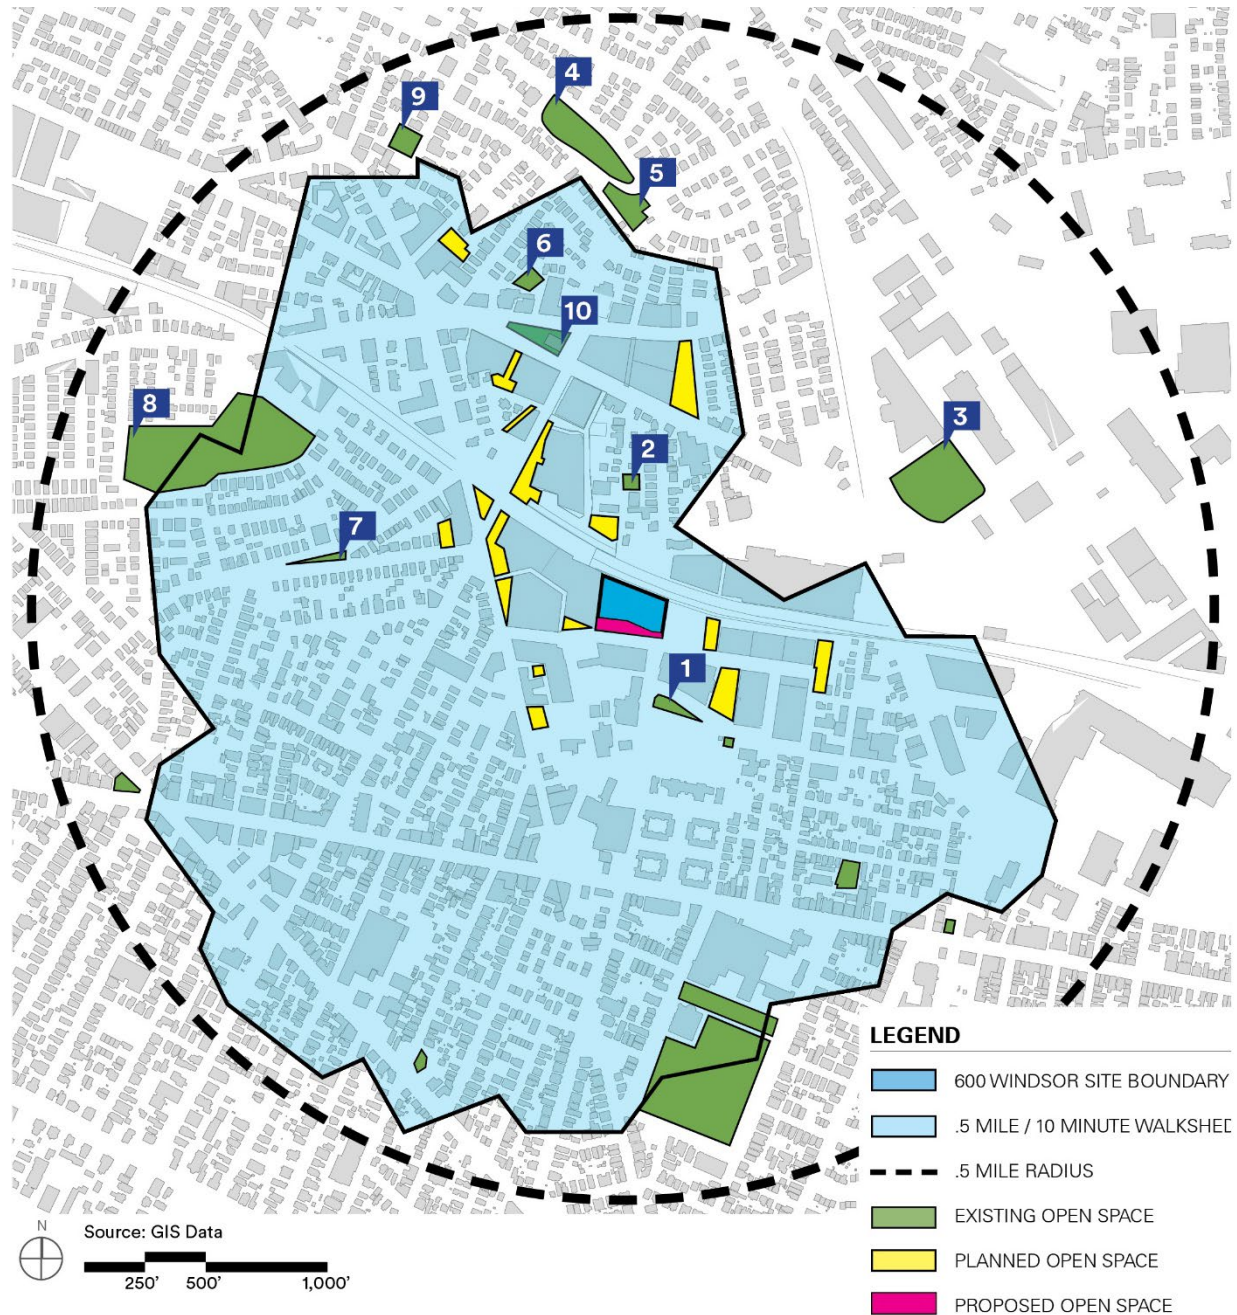 4
9
5
6
10
8
3
2
7
1
LEGEND
600 WINDSOR SITE BOUNDARY
.5 MILE / 10 MINUTE WALKSHED
.5 MILE RADIUS
EXISTING OPEN SPACE
PLANNED OPEN SPACE
PROPOSED OPEN SPACE
N
Source: GIS Data
250' 500' 1,000'